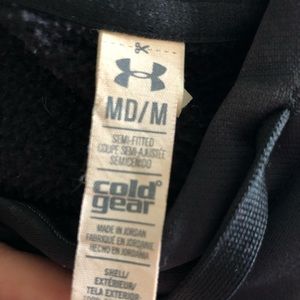 MD/M
SEMI-FITTED
COUPE SEMI-AJUSTÉE
SEMICEÑIDO
cold
gear
MADE IN JORDAN
FABRIQUÉ EN JORDANIE
HECHO EN JORDANIA
SHELL/
EXTÉRIEUR/
TELA EXTERIOR